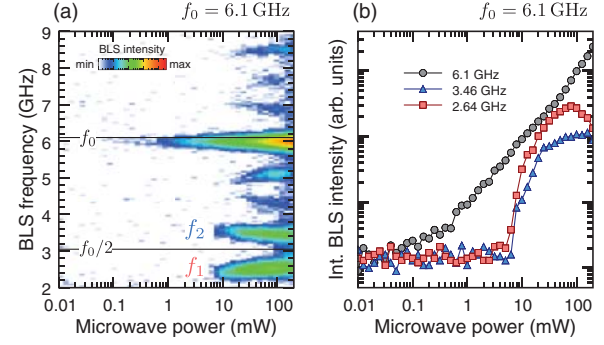 (a) f₀ = 6.1 GHz
BLS intensity
min max
BLS frequency (GHz)
9
8
7
6
5
4
3
2
f₀
f₂
f₀/2
f₁
0.01 0.1 1 10 100
Microwave power (mW)
(b) f₀ = 6.1 GHz
6.1 GHz
3.46 GHz
2.64 GHz
Int. BLS intensity (arb. units)
0.01 0.1 1 10 100
Microwave power (mW)